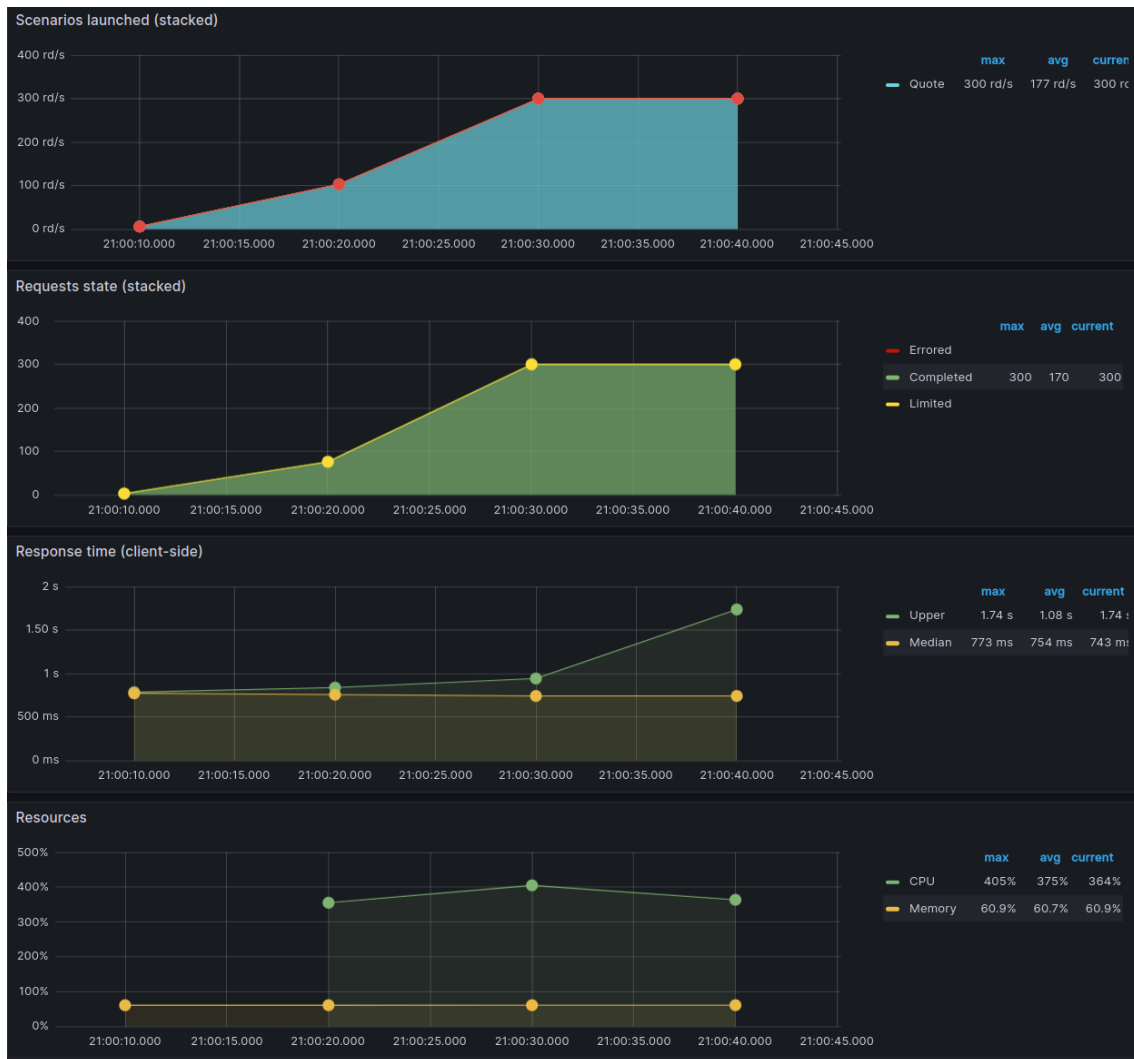 Scenarios launched (stacked)
400 rd/s
300 rd/s
200 rd/s
100 rd/s
0 rd/s
21:00:10.000 21:00:15.000 21:00:20.000 21:00:25.000 21:00:30.000 21:00:35.000 21:00:40.000 21:00:45.000
max avg curren
Quote 300 rd/s 177 rd/s 300 rd
Requests state (stacked)
400
300
200
100
0
21:00:10.000 21:00:15.000 21:00:20.000 21:00:25.000 21:00:30.000 21:00:35.000 21:00:40.000 21:00:45.000
max avg current
Errored
Completed 300 170 300
Limited
Response time (client-side)
2 s
1.50 s
1 s
500 ms
0 ms
21:00:10.000 21:00:15.000 21:00:20.000 21:00:25.000 21:00:30.000 21:00:35.000 21:00:40.000 21:00:45.000
max avg current
Upper 1.74 s 1.08 s 1.74 s
Median 773 ms 754 ms 743 ms
Resources
500%
400%
300%
200%
100%
0%
21:00:10.000 21:00:15.000 21:00:20.000 21:00:25.000 21:00:30.000 21:00:35.000 21:00:40.000 21:00:45.000
max avg current
CPU 405% 375% 364%
Memory 60.9% 60.7% 60.9%